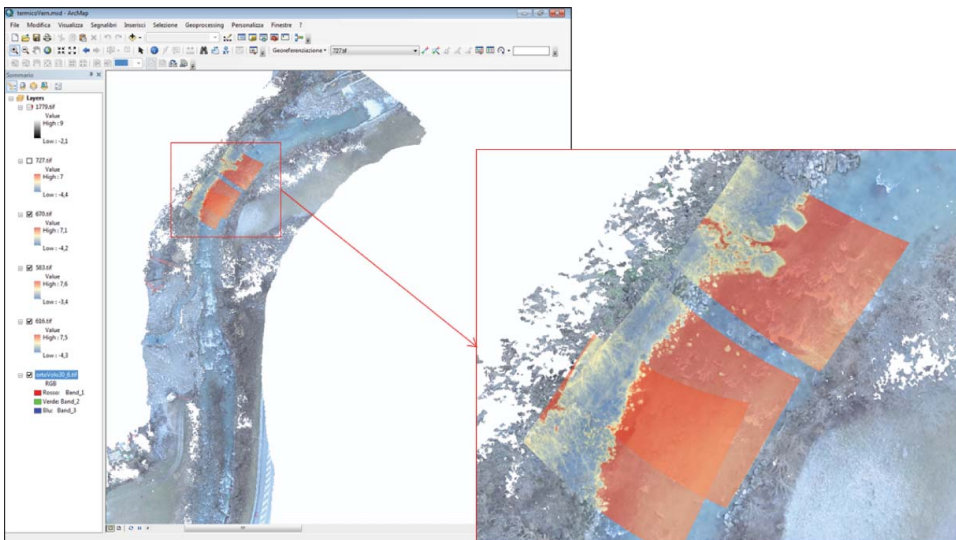 termicoVern.mxd - ArcMap
File Modifica Visualizza Segnalibri Inserisci Selezione Geoprocessing Personalizza Finestre ?
Georeferenziazione 727.tif
Sommario
Layers
1779.tif
Value
High : 9
Low : -2,1
727.tif
Value
High : 7
Low : -4,4
670.tif
Value
High : 7,1
Low : -4,2
583.tif
Value
High : 7,6
Low : -3,4
616.tif
Value
High : 7,5
Low : -4,3
RGB
Rosso: Band_1
Verde: Band_2
Blu: Band_3